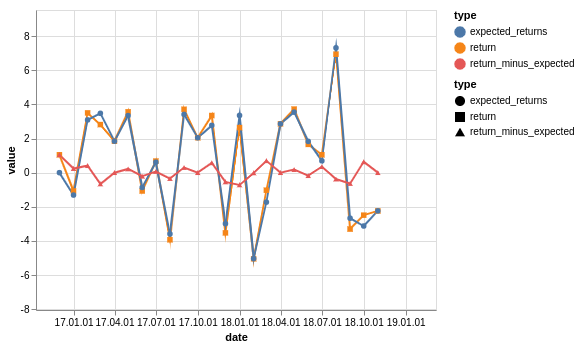 8
6
4
2
0
-2
-4
-6
-8
value
17.01.01 17.04.01 17.07.01 17.10.01 18.01.01 18.04.01 18.07.01 18.10.01 19.01.01
date
type
expected_returns
return
return_minus_expected
type
expected_returns
return
return_minus_expected